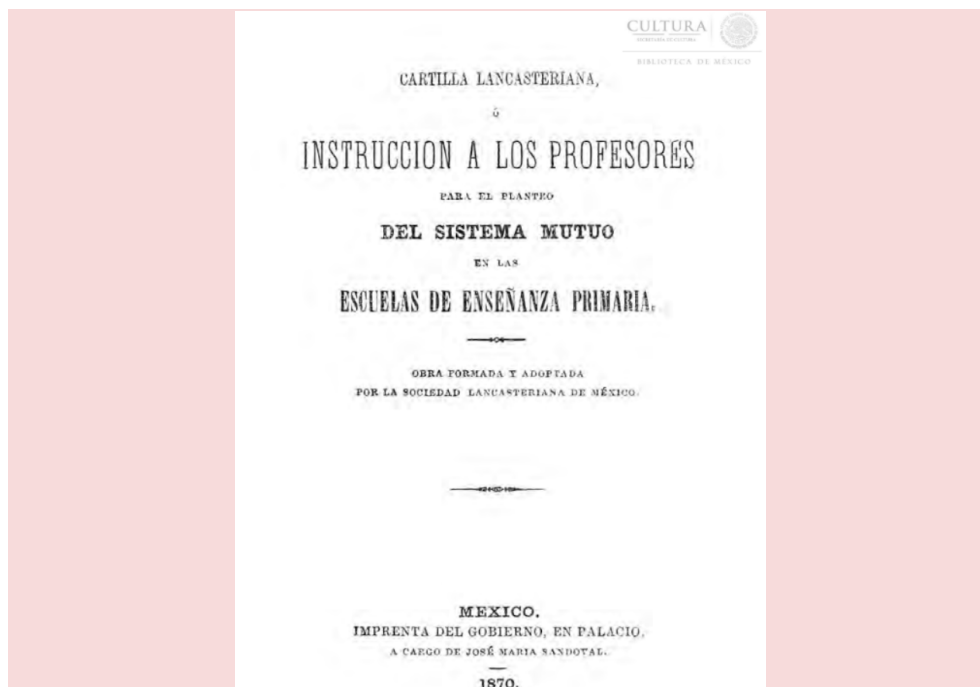 CULTURA
BIBLIOTECA DE MÉXICO
CARTILLA LANCASTERIANA,
Ó
INSTRUCCION A LOS PROFESORES
PARA EL PLANTEO
DEL SISTEMA MUTUO
EN LAS
ESCUELAS DE ENSEÑANZA PRIMARIA.
OBRA FORMADA Y ADOPTADA
POR LA SOCIEDAD LANCASTERIANA DE MÉXICO.
MEXICO.
IMPRENTA DEL GOBIERNO, EN PALACIO,
A CARGO DE JOSÉ MARIA SANDOVAL.
1870.